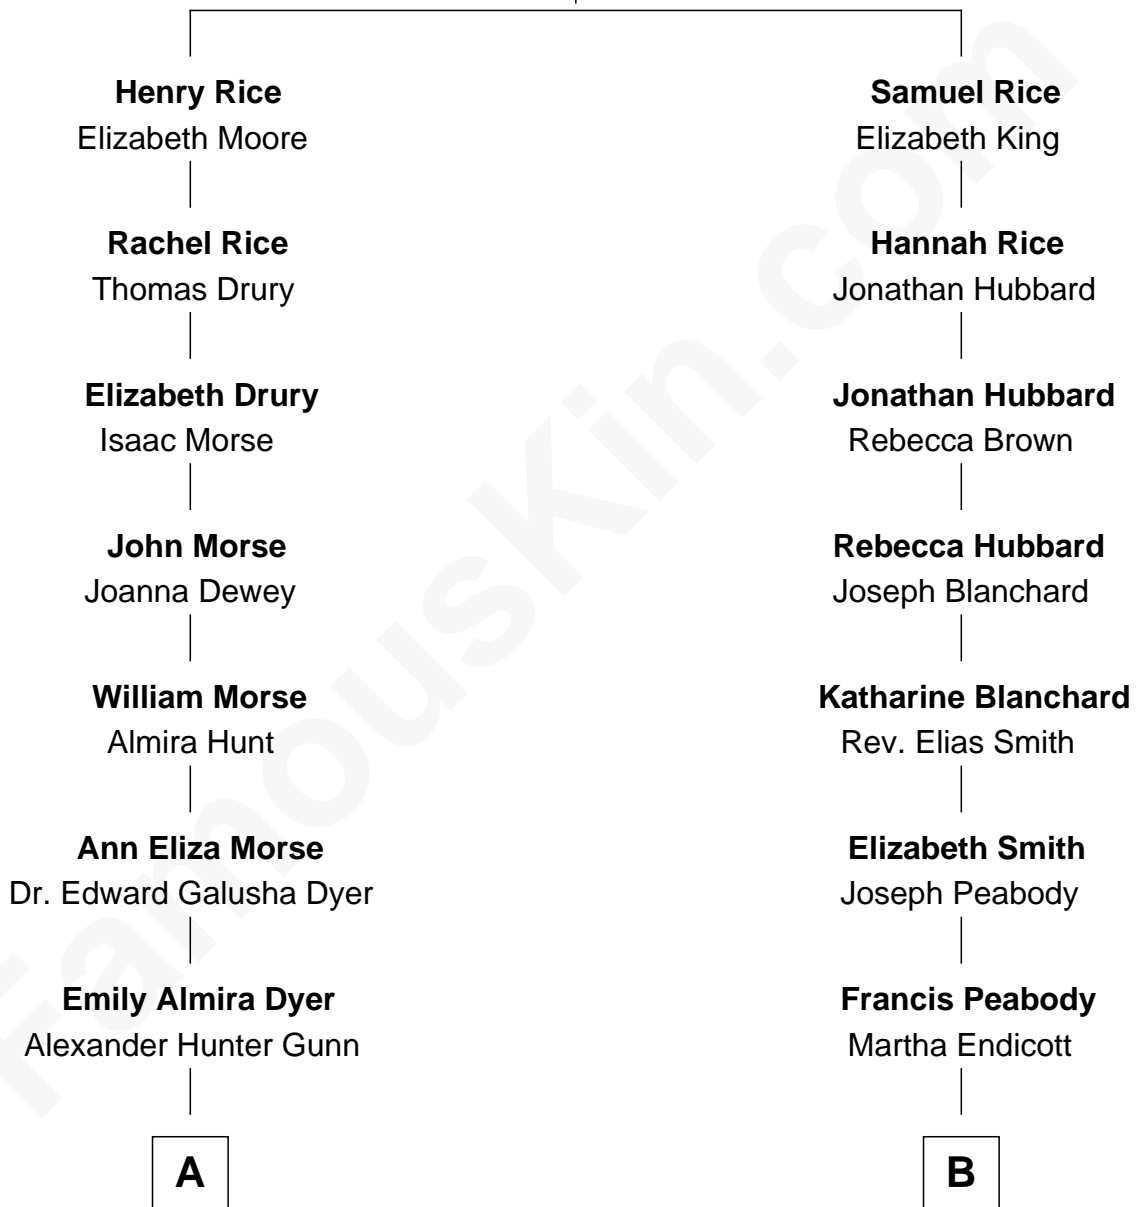 Henry Rice
Elizabeth Moore
Rachel Rice
Thomas Drury
Elizabeth Drury
Isaac Morse
John Morse
Joanna Dewey
William Morse
Almira Hunt
Ann Eliza Morse
Dr. Edward Galusha Dyer
Emily Almira Dyer
Alexander Hunter Gunn
A
Samuel Rice
Elizabeth King
Hannah Rice
Jonathan Hubbard
Jonathan Hubbard
Rebecca Brown
Rebecca Hubbard
Joseph Blanchard
Katharine Blanchard
Rev. Elias Smith
Elizabeth Smith
Joseph Peabody
Francis Peabody
Martha Endicott
B
FamousKin.com